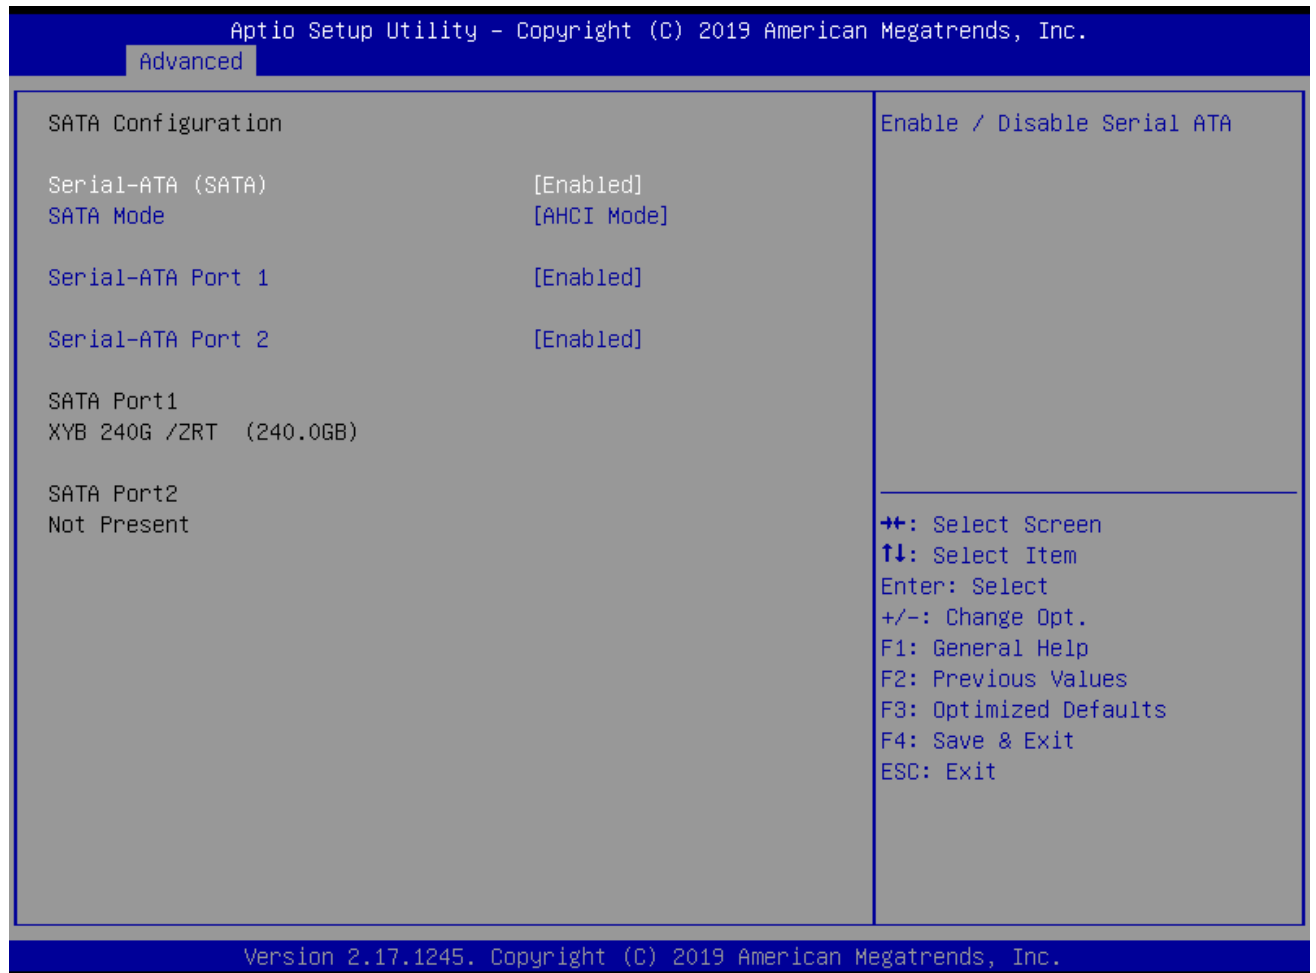 Aptio Setup Utility – Copyright (C) 2019 American Megatrends, Inc.
Advanced
SATA Configuration
Serial-ATA (SATA) [Enabled]
SATA Mode [AHCI Mode]
Serial-ATA Port 1 [Enabled]
Serial-ATA Port 2 [Enabled]
SATA Port1
XYB 240G /ZRT (240.0GB)
SATA Port2
Not Present
Enable / Disable Serial ATA
→←: Select Screen
↑↓: Select Item
Enter: Select
+/-: Change Opt.
F1: General Help
F2: Previous Values
F3: Optimized Defaults
F4: Save & Exit
ESC: Exit
Version 2.17.1245. Copyright (C) 2019 American Megatrends, Inc.